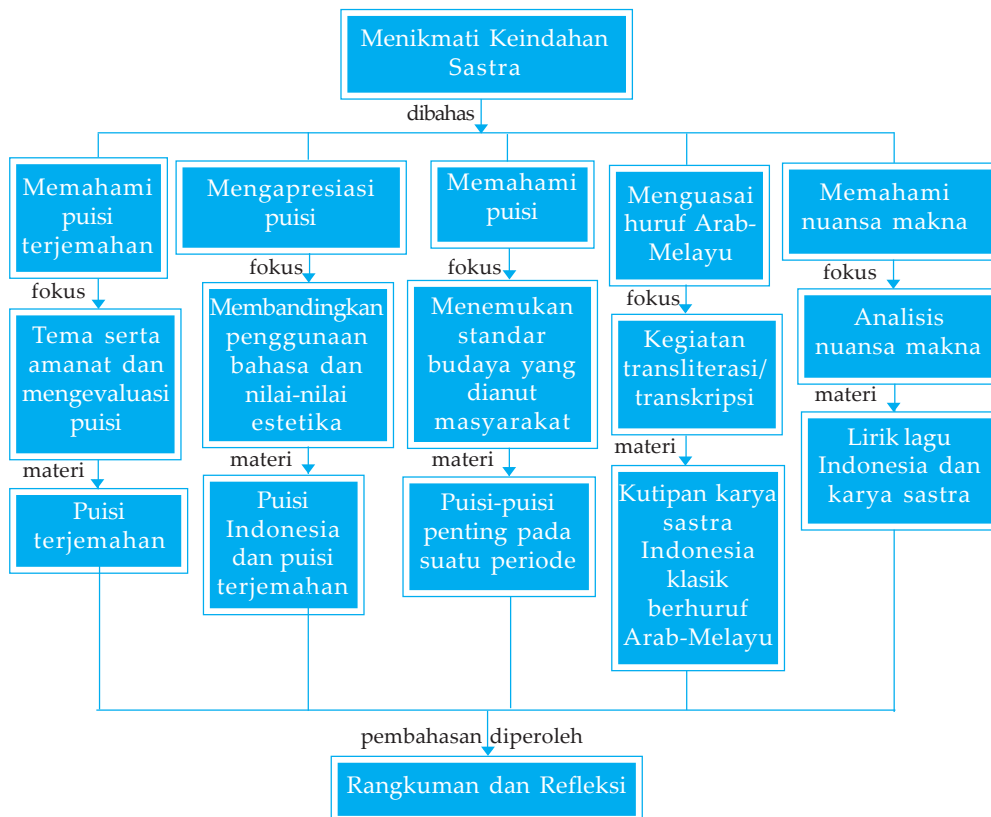 Menikmati Keindahan
Sastra
dibahas
Memahami
puisi
terjemahan
fokus
Tema serta
amanat dan
mengevaluasi
puisi
materi
Puisi
terjemahan
Mengapresiasi
puisi
fokus
Membandingkan
penggunaan
bahasa dan
nilai-nilai
estetika
materi
Puisi
Indonesia
dan puisi
terjemahan
Memahami
puisi
fokus
Menemukan
standar
budaya yang
dianut
masyarakat
materi
Puisi-puisi
penting pada
suatu periode
Menguasai
huruf Arab-
Melayu
fokus
Kegiatan
transliterasi/
transkripsi
materi
Kutipan karya
sastra
Indonesia
klasik
berhuruf
Arab-Melayu
Memahami
nuansa makna
fokus
Analisis
nuansa makna
materi
Lirik lagu
Indonesia dan
karya sastra
pembahasan diperoleh
Rangkuman dan Refleksi